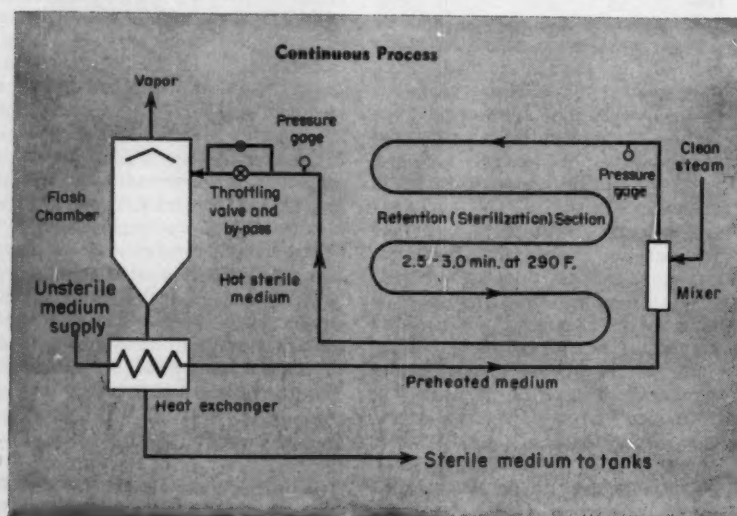 Continuous Process
Vapor
Pressure
gage
Clean
steam
Pressure
gage
Flash
Chamber
Throttling
valve and
by-pass
Retention (Sterilization) Section
2.5 - 3.0 min. at 290 F.
Hot sterile
medium
Mixer
Unsterile
medium
supply
Preheated medium
Heat exchanger
Sterile medium to tanks